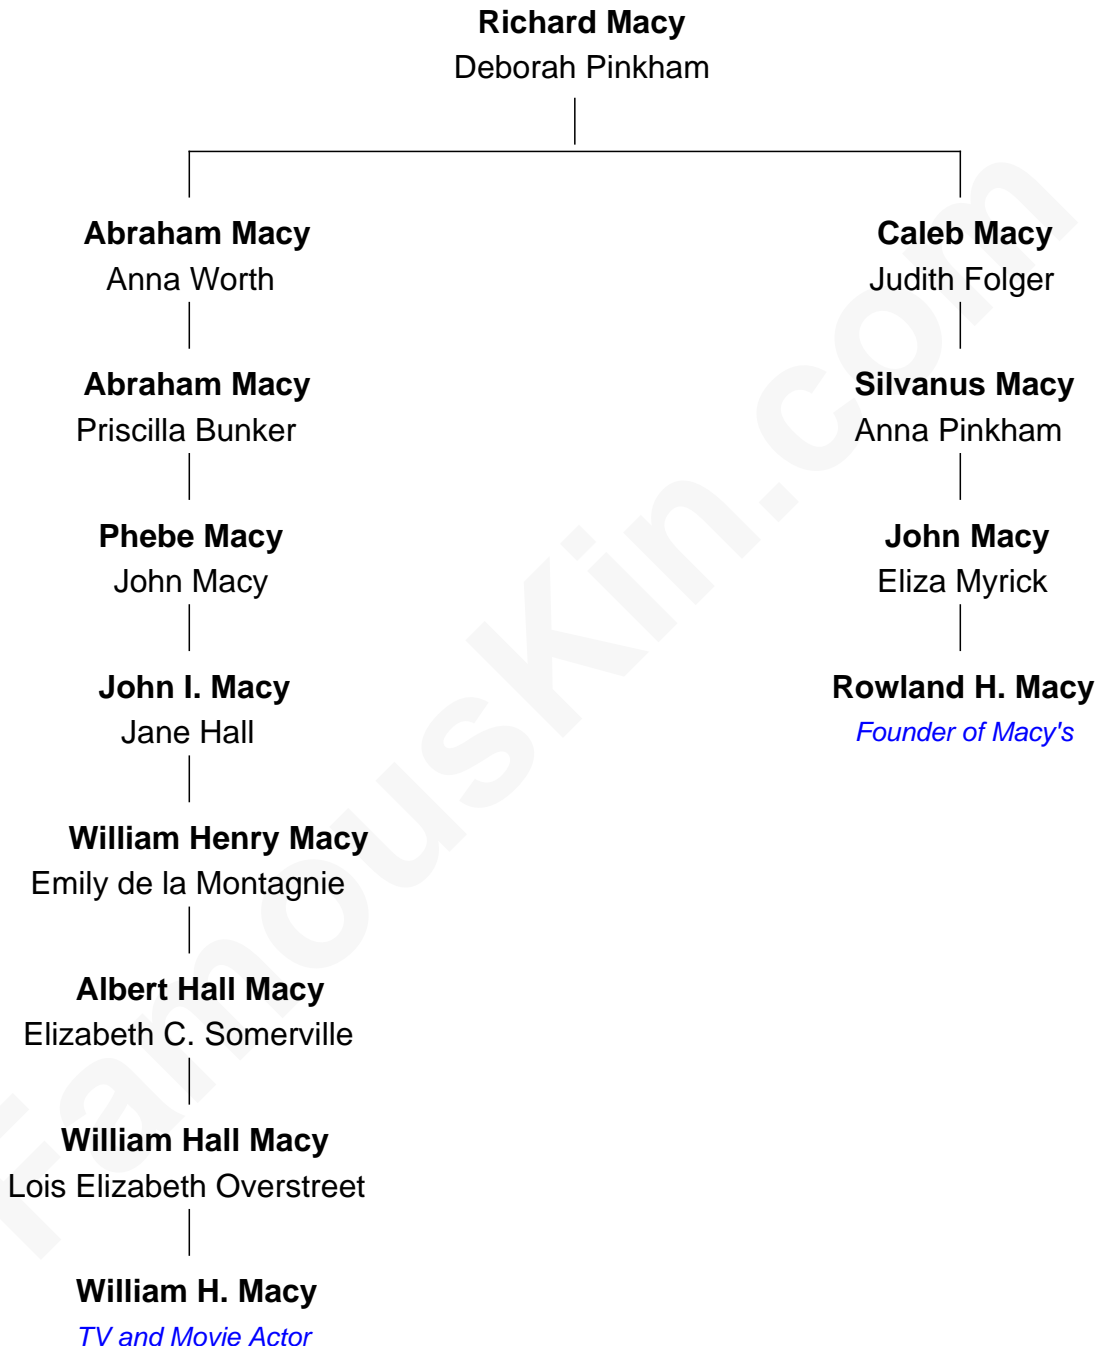 Richard Macy
Deborah Pinkham
Abraham Macy
Anna Worth
Caleb Macy
Judith Folger
Abraham Macy
Priscilla Bunker
Silvanus Macy
Anna Pinkham
Phebe Macy
John Macy
John Macy
Eliza Myrick
John I. Macy
Jane Hall
Rowland H. Macy
Founder of Macy's
William Henry Macy
Emily de la Montagnie
Albert Hall Macy
Elizabeth C. Somerville
William Hall Macy
Lois Elizabeth Overstreet
William H. Macy
TV and Movie Actor
FamousKin.com